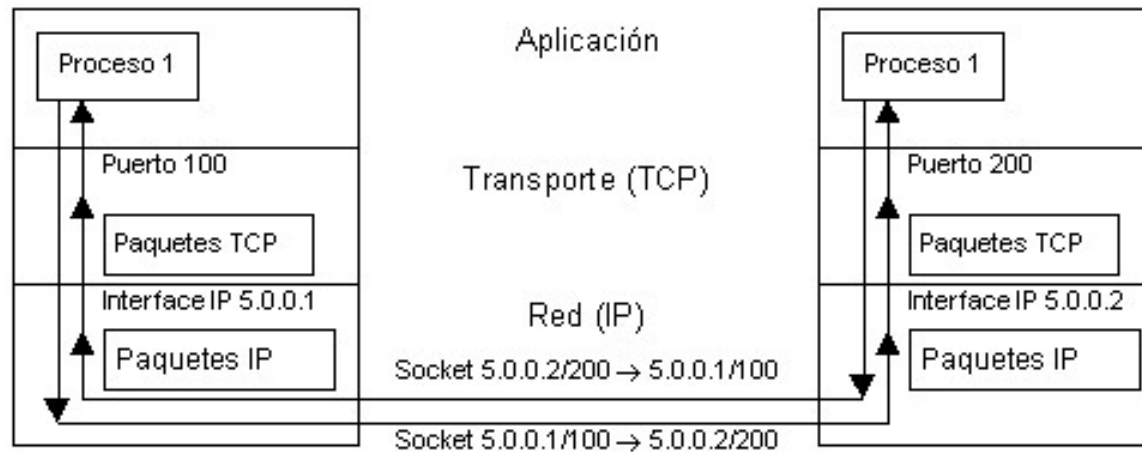 Aplicación
Proceso 1
Proceso 1
Puerto 100
Transporte (TCP)
Puerto 200
Paquetes TCP
Paquetes TCP
Interface IP 5.0.0.1
Red (IP)
Interface IP 5.0.0.2
Paquetes IP
Paquetes IP
Socket 5.0.0.2/200 → 5.0.0.1/100
Socket 5.0.0.1/100 → 5.0.0.2/200